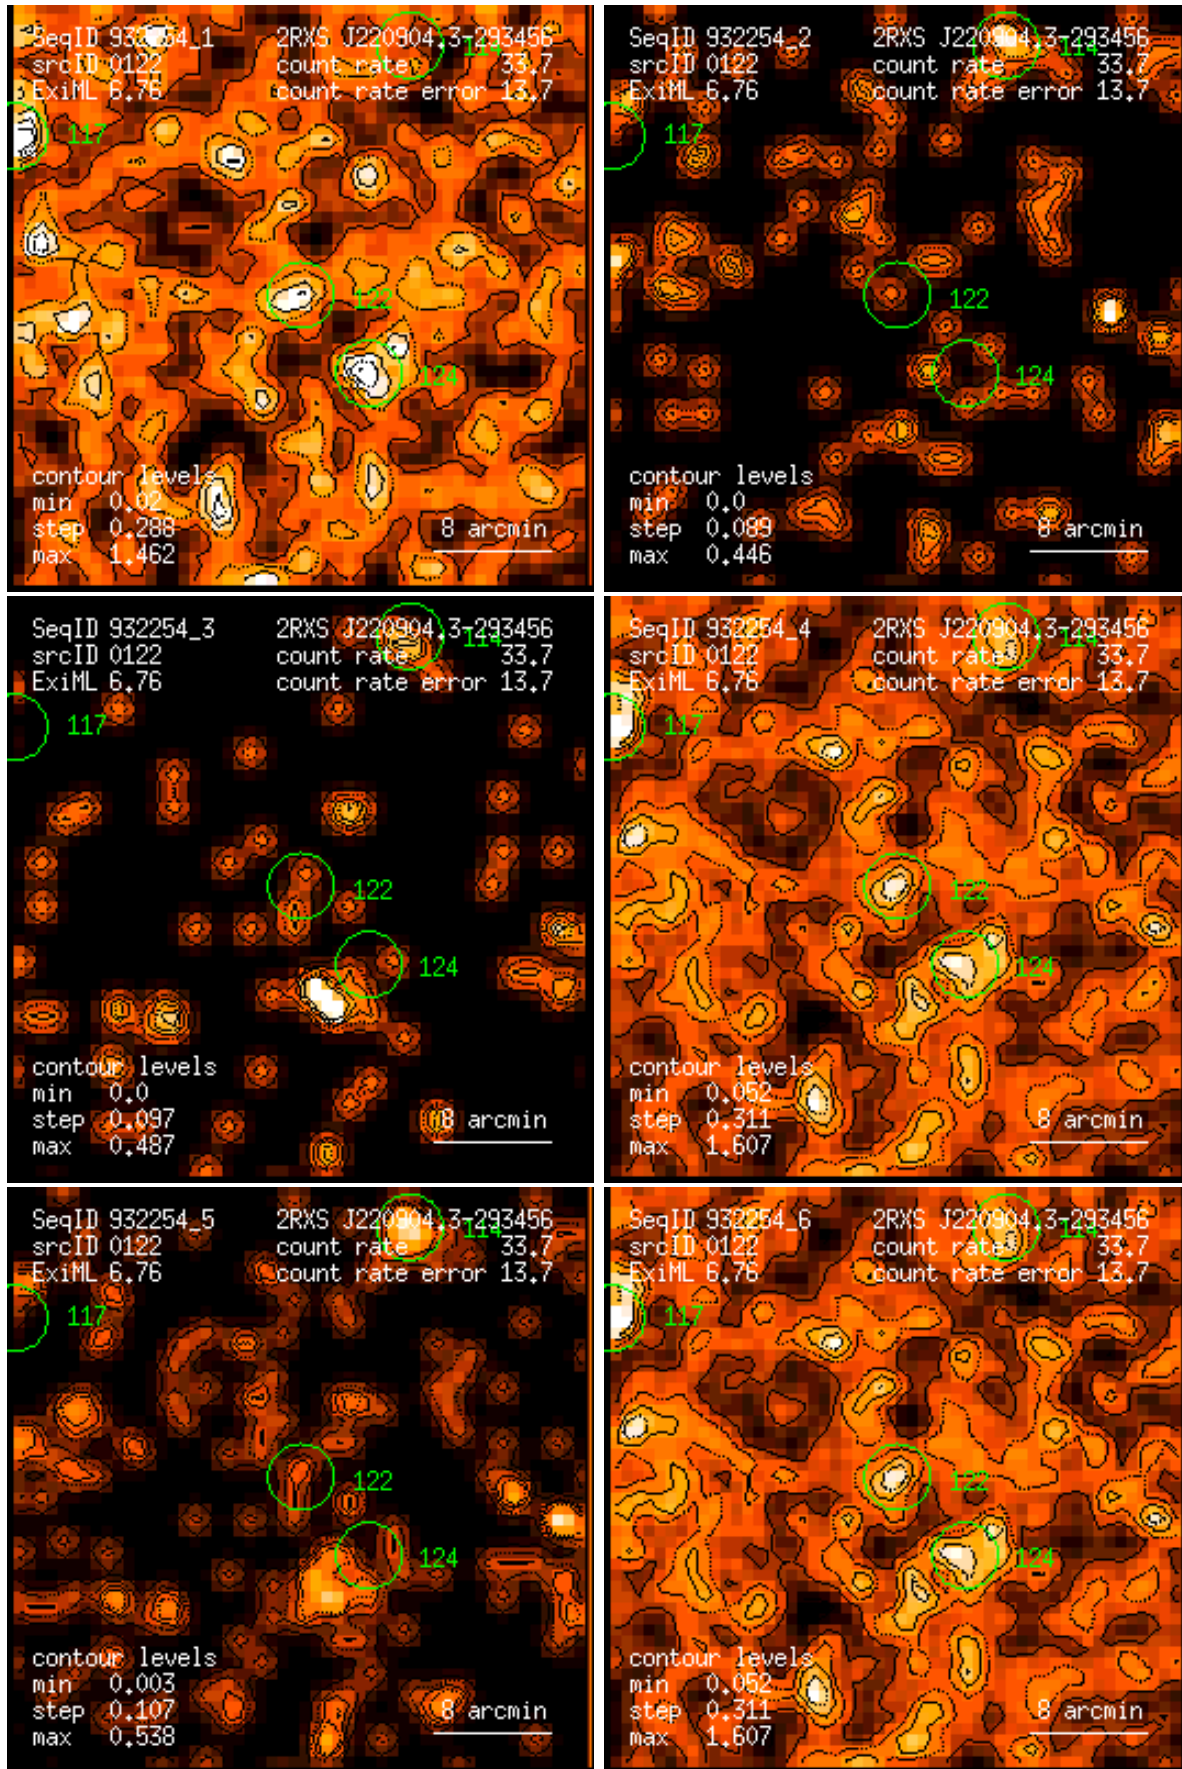 SeqID 932254_1 2RXS J220904.3-293456
srcID 0122 count rate 33.7
ExiML 6.76 count rate error 13.7
114
117
122
124
contour levels
min 0.02
step 0.288 8 arcmin
max 1.462
SeqID 932254_2 2RXS J220904.3-293456
srcID 0122 count rate 33.7
ExiML 6.76 count rate error 13.7
114
117
122
124
contour levels
min 0.0
step 0.089 8 arcmin
max 0.446
SeqID 932254_3 2RXS J220904.3-293456
srcID 0122 count rate 33.7
ExiML 6.76 count rate error 13.7
114
117
122
124
contour levels
min 0.0
step 0.097 8 arcmin
max 0.487
SeqID 932254_4 2RXS J220904.3-293456
srcID 0122 count rate 33.7
ExiML 6.76 count rate error 13.7
114
117
122
124
contour levels
min 0.052
step 0.311 8 arcmin
max 1.607
SeqID 932254_5 2RXS J220904.3-293456
srcID 0122 count rate 33.7
ExiML 6.76 count rate error 13.7
114
117
122
124
contour levels
min 0.003
step 0.107 8 arcmin
max 0.538
SeqID 932254_6 2RXS J220904.3-293456
srcID 0122 count rate 33.7
ExiML 6.76 count rate error 13.7
114
117
122
124
contour levels
min 0.052
step 0.311 8 arcmin
max 1.607